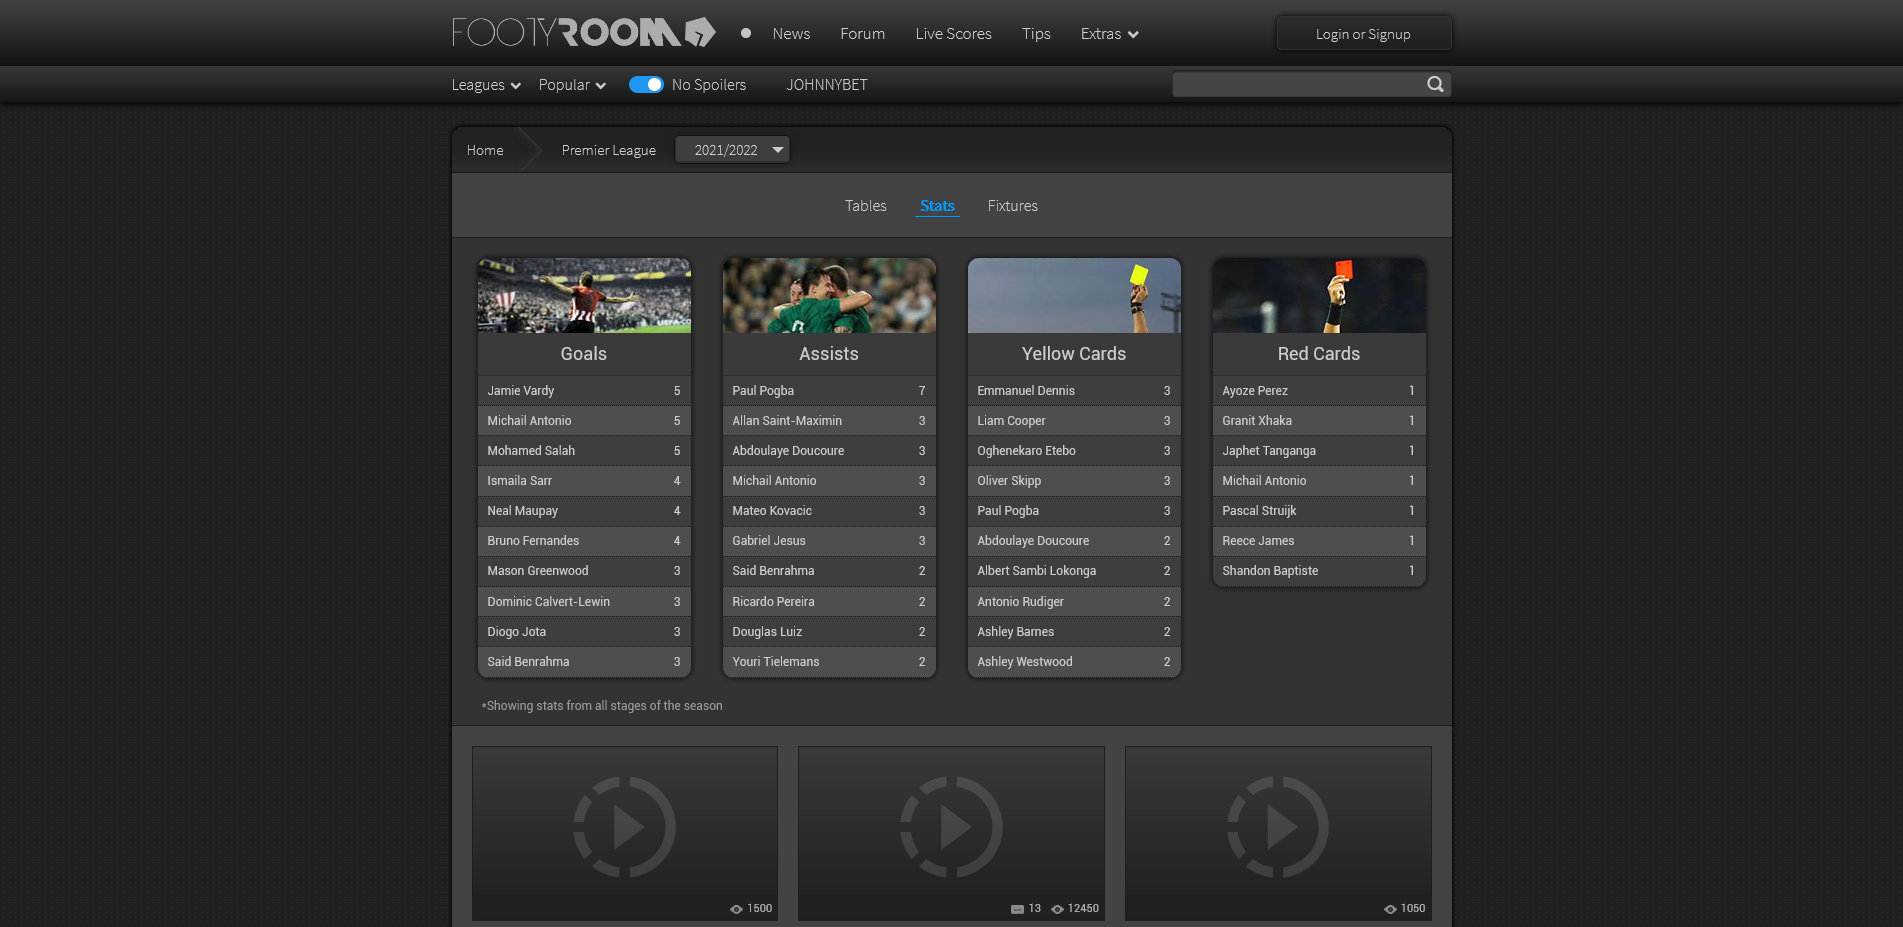 FOOTYROOM
News Forum Live Scores Tips Extras
Login or Signup
Leagues Popular No Spoilers JOHNNYBET
Home Premier League 2021/2022
Tables Stats Fixtures
Goals
Jamie Vardy 5
Michail Antonio 5
Mohamed Salah 5
Ismaila Sarr 4
Neal Maupay 4
Bruno Fernandes 4
Mason Greenwood 3
Dominic Calvert-Lewin 3
Diogo Jota 3
Said Benrahma 3
Assists
Paul Pogba 7
Allan Saint-Maximin 3
Abdoulaye Doucoure 3
Michail Antonio 3
Mateo Kovacic 3
Gabriel Jesus 3
Said Benrahma 2
Ricardo Pereira 2
Douglas Luiz 2
Youri Tielemans 2
Yellow Cards
Emmanuel Dennis 3
Liam Cooper 3
Oghenekaro Etebo 3
Oliver Skipp 3
Paul Pogba 3
Abdoulaye Doucoure 2
Albert Sambi Lokonga 2
Antonio Rudiger 2
Ashley Barnes 2
Ashley Westwood 2
Red Cards
Ayoze Perez 1
Granit Xhaka 1
Japhet Tanganga 1
Michail Antonio 1
Pascal Struijk 1
Reece James 1
Shandon Baptiste 1
*Showing stats from all stages of the season
1500
13 12450
1050